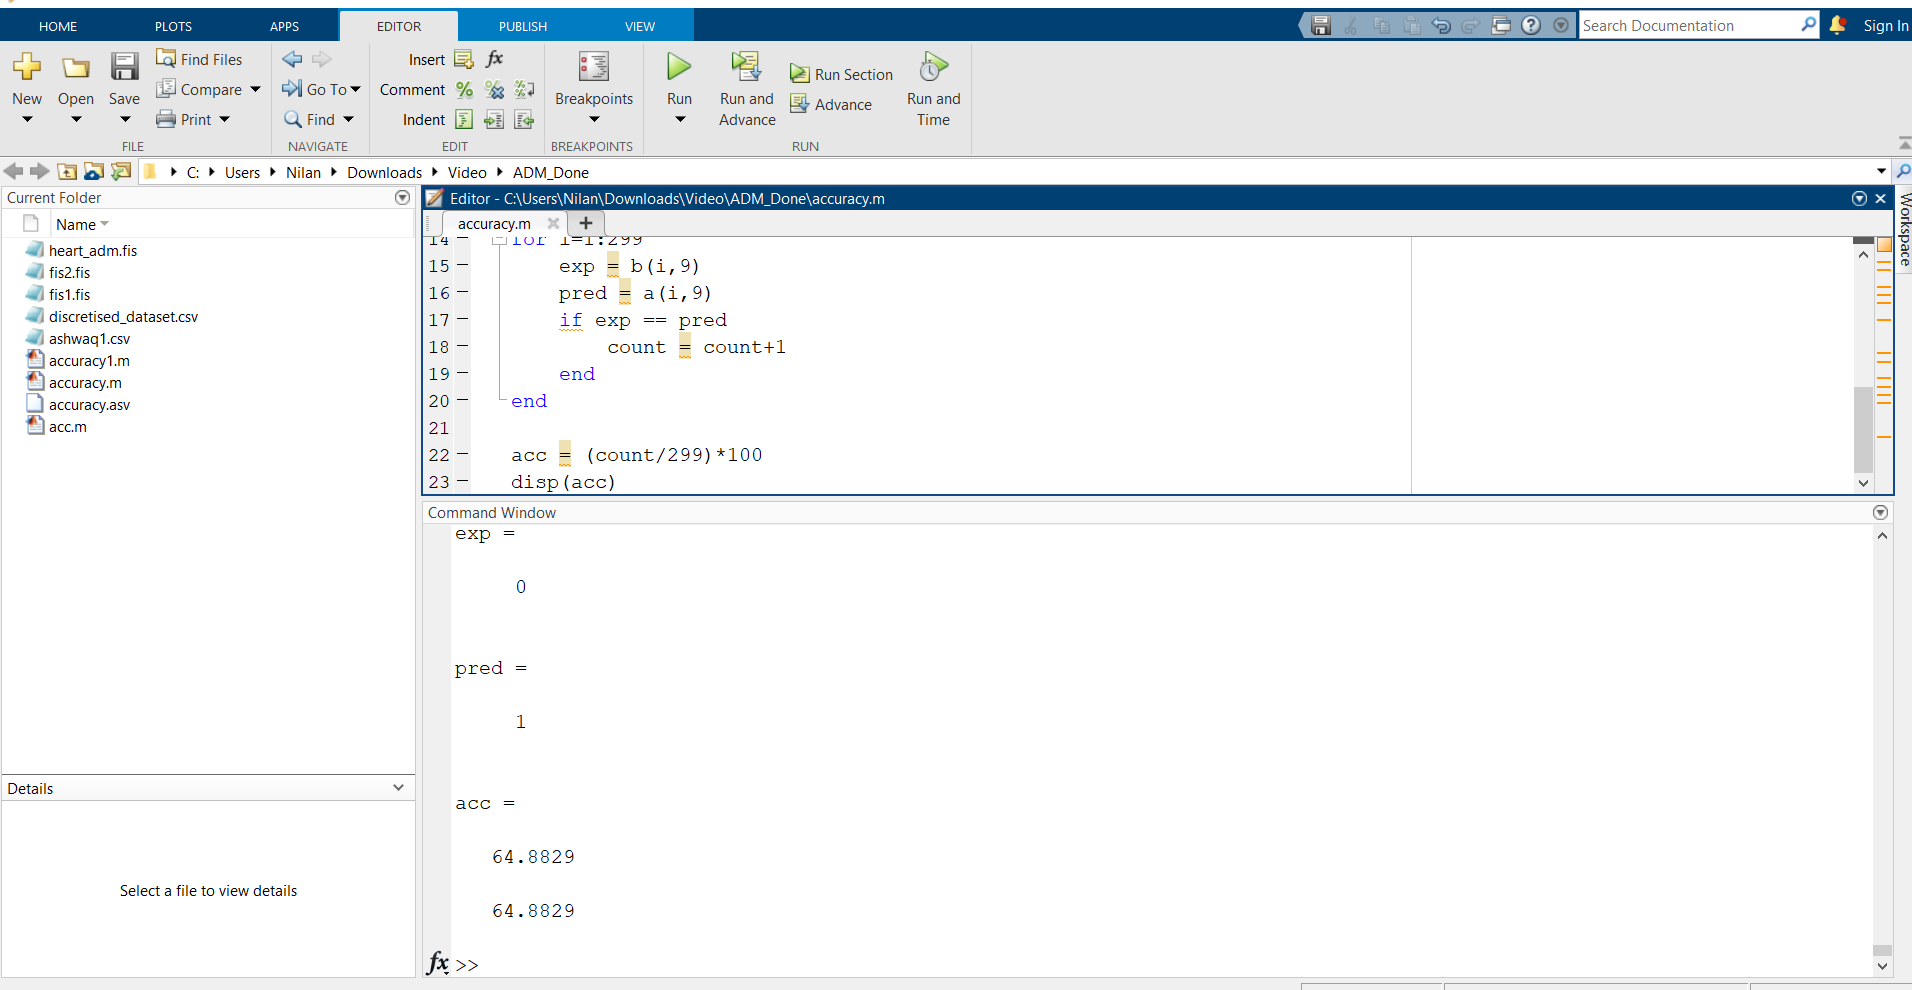 HOME PLOTS APPS EDITOR PUBLISH VIEW Search Documentation Sign In
New Open Save Find Files Compare Print
FILE
Go To Find
NAVIGATE
Insert fx
Comment
Indent
EDIT
Breakpoints
BREAKPOINTS
Run Run and Advance Run Section Advance Run and Time
RUN
C: Users Nilan Downloads Video ADM_Done
Current Folder
Name
heart_adm.fis
fis2.fis
fis1.fis
discretised_dataset.csv
ashwaq1.csv
accuracy1.m
accuracy.m
accuracy.asv
acc.m
Details
Select a file to view details
Editor - C:\Users\Nilan\Downloads\Video\ADM_Done\accuracy.m
accuracy.m
Workspace
14 for i=1:299
15 exp = b(i,9)
16 pred = a(i,9)
17 if exp == pred
18 count = count+1
19 end
20 end
21
22 acc = (count/299)*100
23 disp(acc)
Command Window
exp =
0
pred =
1
acc =
64.8829
64.8829
fx >>